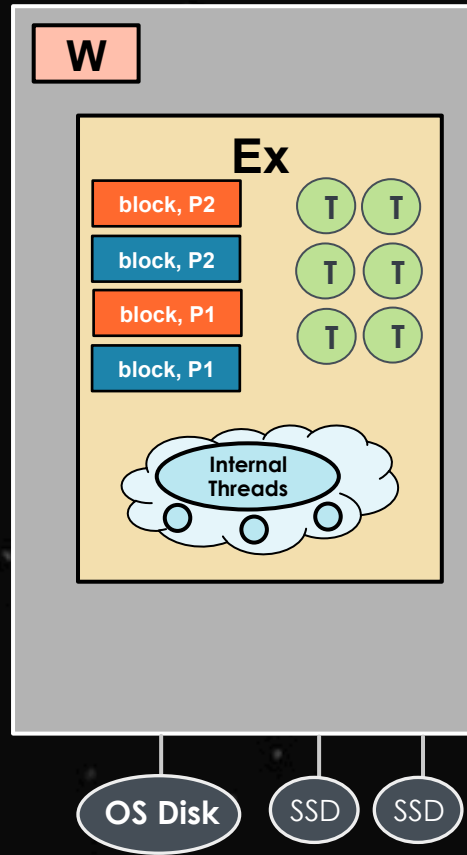 W
Ex
block, P2
T T
block, P2
T T
block, P1
T T
block, P1
Internal
Threads
OS Disk
SSD
SSD